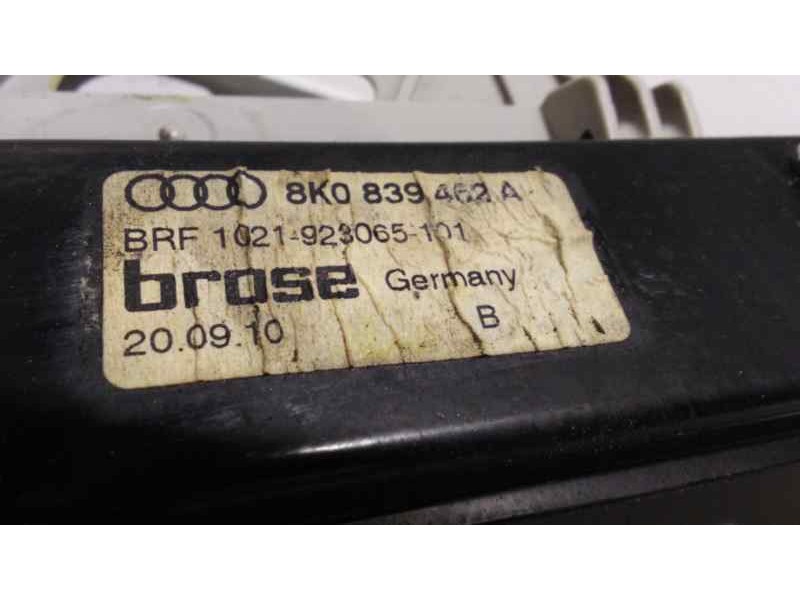 8K0 839 462 A
BRF 1021-923065-101
brose Germany
20.09.10 B